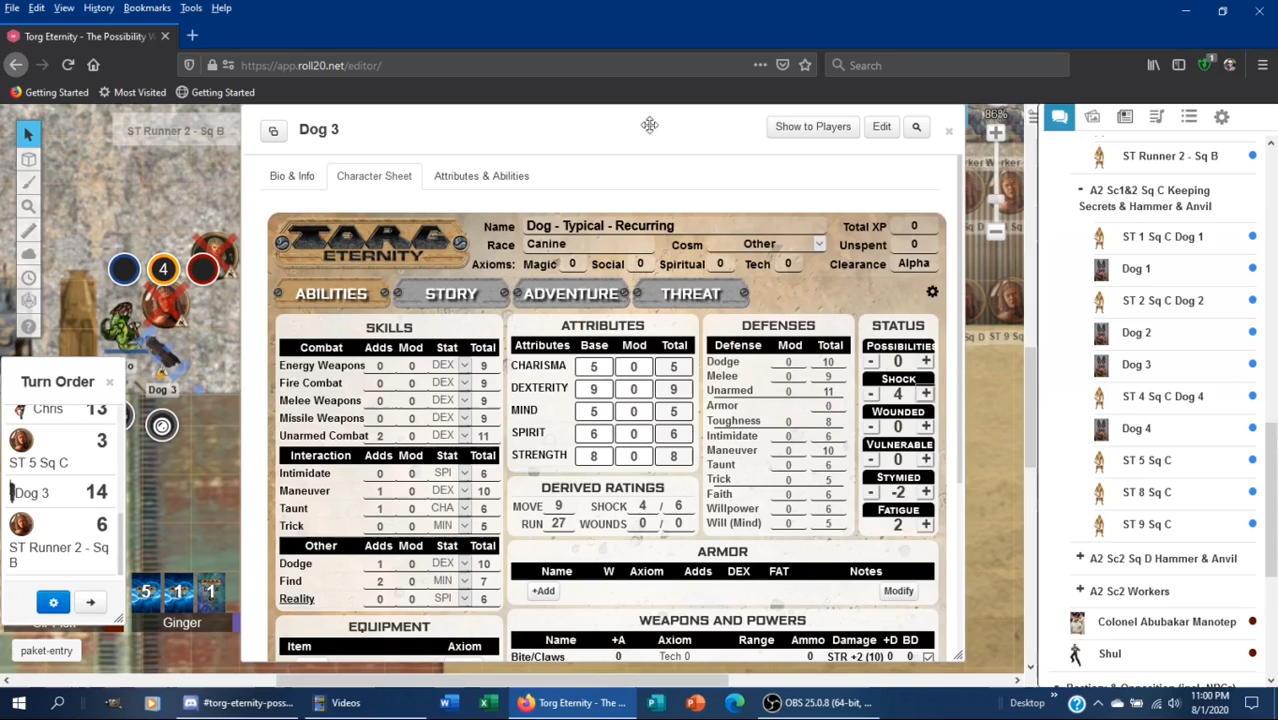 File Edit View History Bookmarks Tools Help
Torg Eternity - The Possibility W
https://app.roll20.net/editor/
Search
Getting Started Most Visited Getting Started
ST Runner 2 - Sq B
Dog 3
Show to Players Edit
86%
Bio & Info Character Sheet Attributes & Abilities
TORG ETERNITY
Name Dog - Typical - Recurring Total XP 0
Race Canine Cosm Other Unspent 0
Axioms: Magic 0 Social 0 Spiritual 0 Tech 0 Clearance Alpha
ABILITIES STORY ADVENTURE THREAT
SKILLS
Combat Adds Mod Stat Total
Energy Weapons 0 0 DEX 9
Fire Combat 0 0 DEX 9
Melee Weapons 0 0 DEX 9
Missile Weapons 0 0 DEX 9
Unarmed Combat 2 0 DEX 11
Interaction Adds Mod Stat Total
Intimidate 0 0 SPI 6
Maneuver 1 0 DEX 10
Taunt 1 0 CHA 6
Trick 0 0 MIN 5
Other Adds Mod Stat Total
Dodge 1 0 DEX 10
Find 2 0 MIN 7
Reality 0 0 SPI 6
EQUIPMENT
Item Axiom
ATTRIBUTES
Attributes Base Mod Total
CHARISMA 5 0 5
DEXTERITY 9 0 9
MIND 5 0 5
SPIRIT 6 0 6
STRENGTH 8 0 8
DERIVED RATINGS
MOVE 9 SHOCK 4 / 6
RUN 27 WOUNDS 0 / 0
DEFENSES
Defense Mod Total
Dodge 0 10
Melee 0 9
Unarmed 0 11
Armor 0
Toughness 8
Intimidate 0 6
Maneuver 0 10
Taunt 0 6
Trick 0 5
Faith 0 6
Willpower 0 6
Will (Mind) 0 5
STATUS
POSSIBILITIES
- 0 +
SHOCK
- 4 +
WOUNDED
- 0 +
VULNERABLE
- 0 +
STYMIED
- -2 +
FATIGUE
2 +
ARMOR
Name W Axiom Adds DEX FAT Notes
+Add Modify
WEAPONS AND POWERS
Name +A Axiom Range Ammo Damage +D BD
Bite/Claws 0 Tech 0 0 STR +2 (10) 0 0
4
Dog 3
Turn Order
Chris 13
3
ST 5 Sq C
Dog 3 14
6
ST Runner 2 - Sq B
5 1 1
Ginger
paket-entry
ST Runner 2 - Sq B
A2 Sc1&2 Sq C Keeping
Secrets & Hammer & Anvil
ST 1 Sq C Dog 1
Dog 1
ST 2 Sq C Dog 2
Dog 2
Dog 3
ST 4 Sq C Dog 4
Dog 4
ST 5 Sq C
ST 8 Sq C
ST 9 Sq C
A2 Sc2 Sq D Hammer & Anvil
A2 Sc2 Workers
Colonel Abubakar Manotep
Shul
#torg-eternity-poss... Videos Torg Eternity - The ... OBS 25.0.8 (64-bit, ... Desktop
11:00 PM
8/1/2020